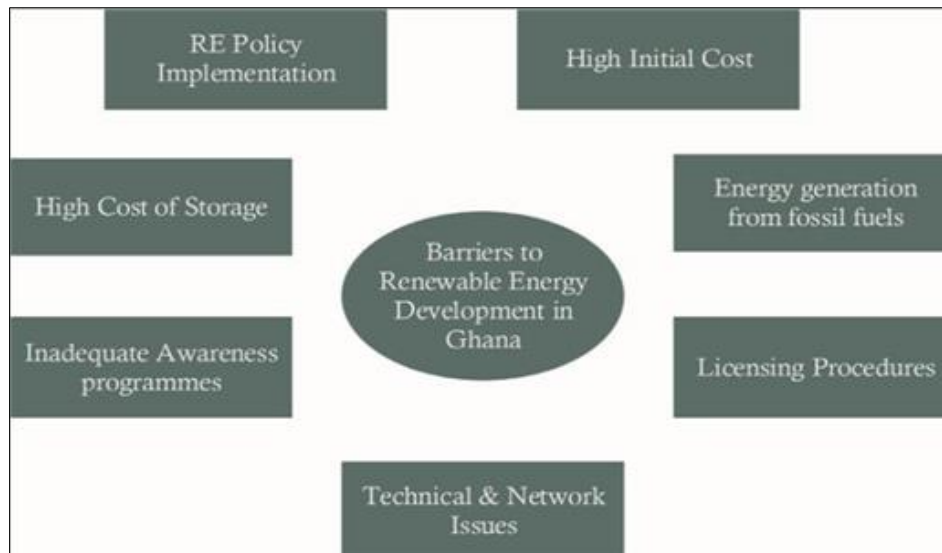 RE Policy
Implementation
High Initial Cost
High Cost of Storage
Energy generation
from fossil fuels
Barriers to
Renewable Energy
Development in
Ghana
Inadequate Awareness
programmes
Licensing Procedures
Technical & Network
Issues